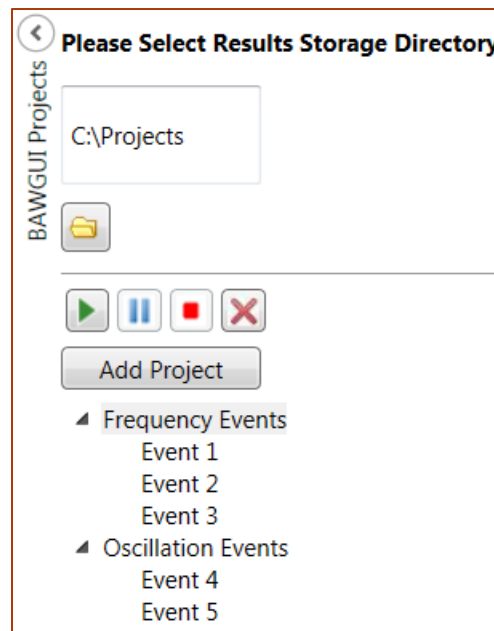 Please Select Results Storage Directory
BAWGUI Projects
C:\Projects
Add Project
Frequency Events
Event 1
Event 2
Event 3
Oscillation Events
Event 4
Event 5